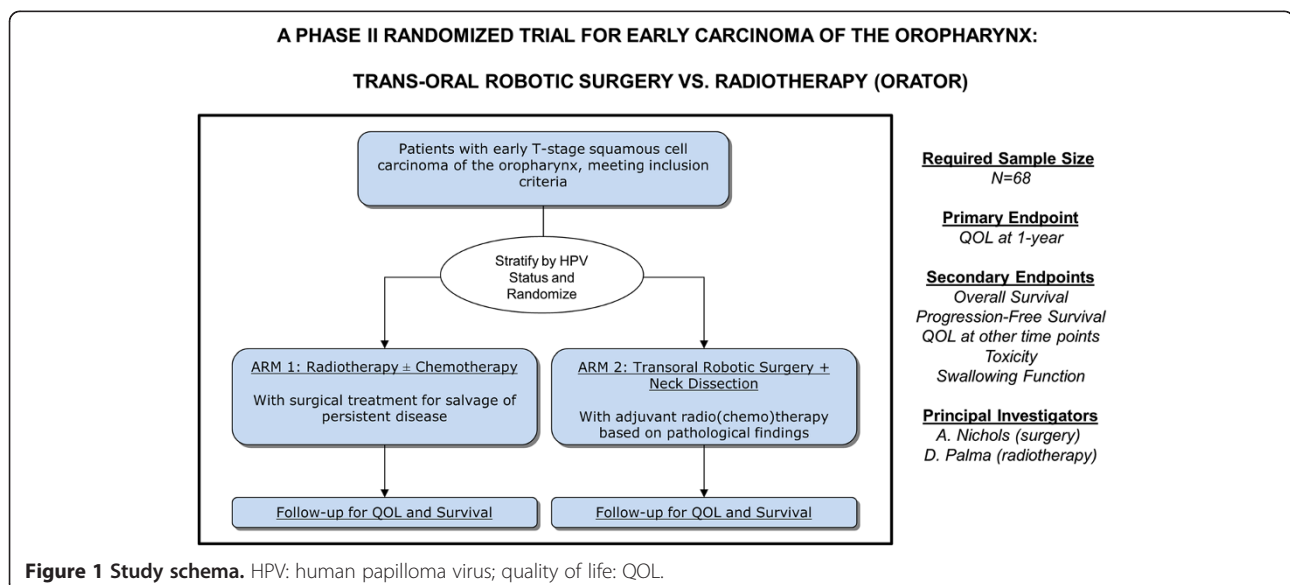 A PHASE II RANDOMIZED TRIAL FOR EARLY CARCINOMA OF THE OROPHARYNX:
TRANS-ORAL ROBOTIC SURGERY VS. RADIOTHERAPY (ORATOR)
Patients with early T-stage squamous cell
carcinoma of the oropharynx, meeting inclusion
criteria
Stratify by HPV
Status and
Randomize
ARM 1: Radiotherapy ± Chemotherapy
With surgical treatment for salvage of
persistent disease
ARM 2: Transoral Robotic Surgery +
Neck Dissection
With adjuvant radio(chemo)therapy
based on pathological findings
Follow-up for QOL and Survival
Follow-up for QOL and Survival
Required Sample Size
N=68
Primary Endpoint
QOL at 1-year
Secondary Endpoints
Overall Survival
Progression-Free Survival
QOL at other time points
Toxicity
Swallowing Function
Principal Investigators
A. Nichols (surgery)
D. Palma (radiotherapy)
Figure 1 Study schema. HPV: human papilloma virus; quality of life: QOL.